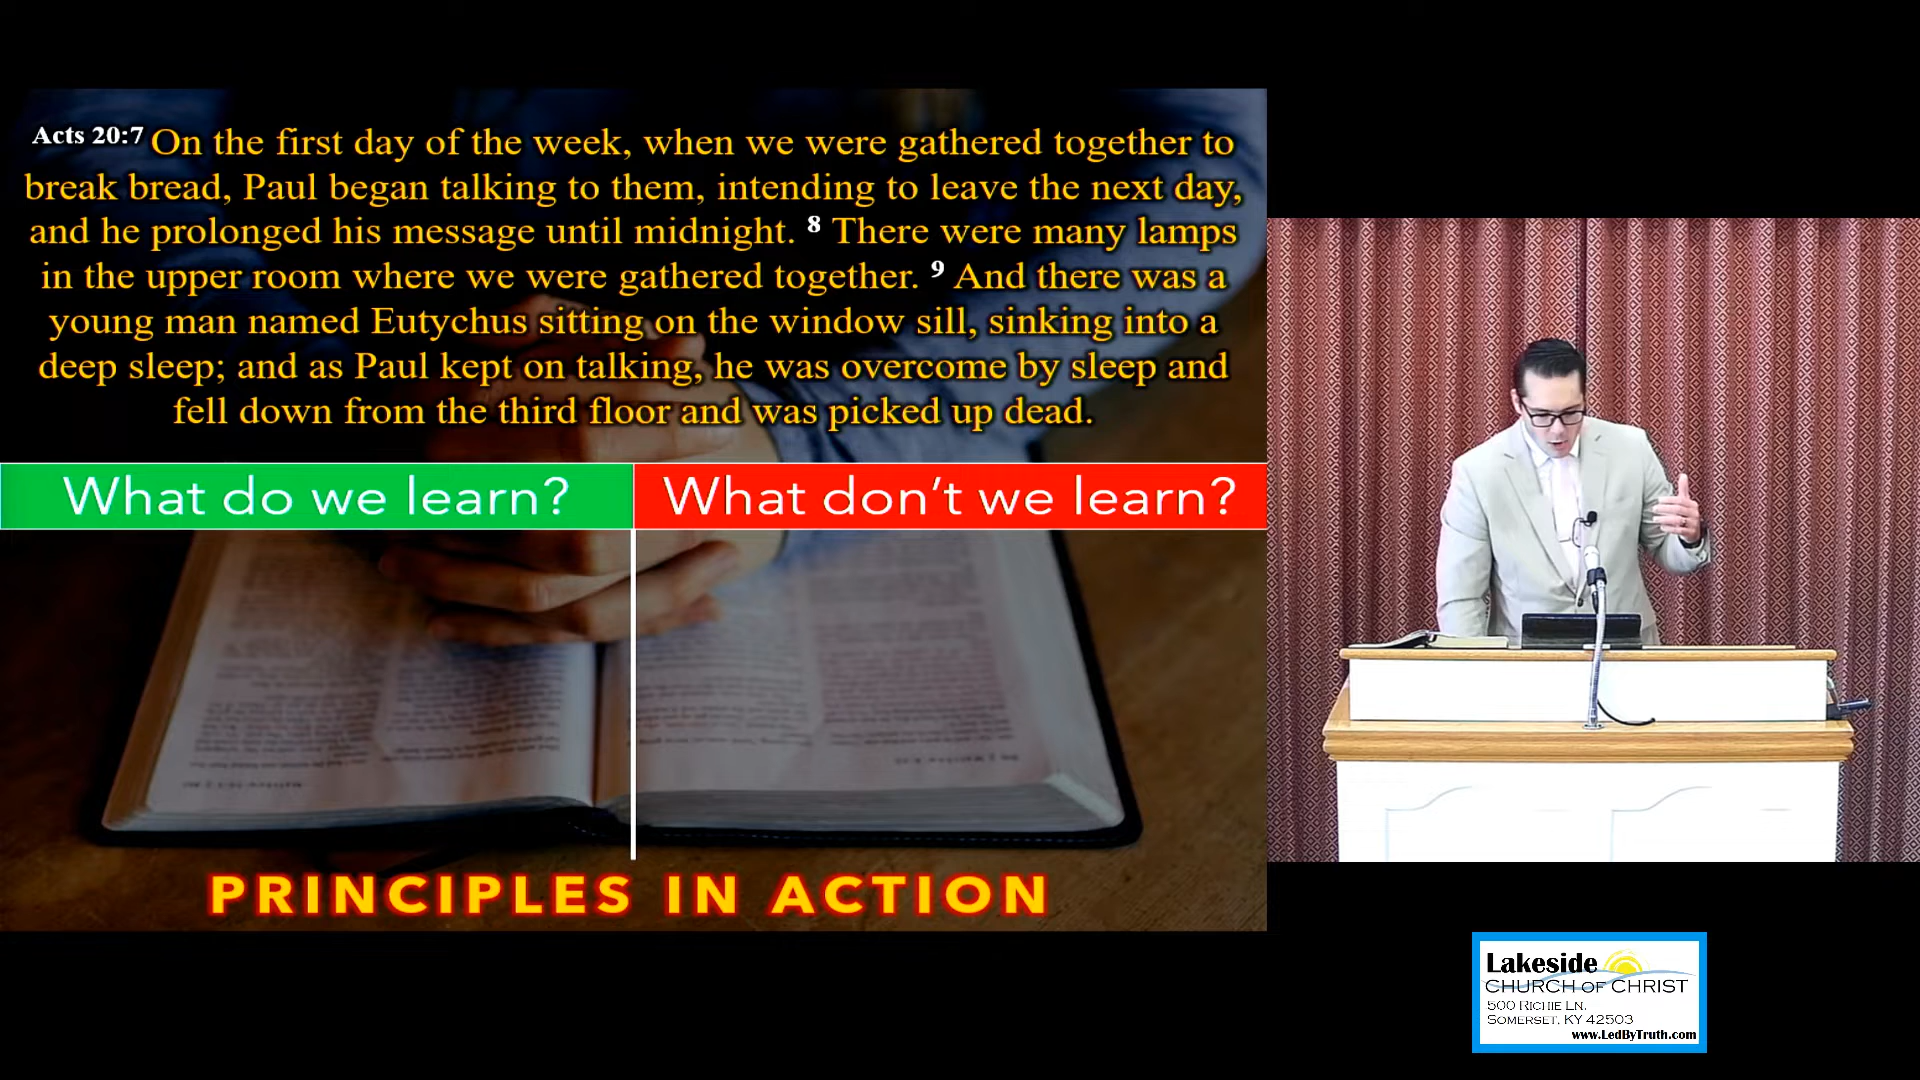 Acts 20:7 On the first day of the week, when we were gathered together to
break bread, Paul began talking to them, intending to leave the next day,
and he prolonged his message until midnight. 8 There were many lamps
in the upper room where we were gathered together. 9 And there was a
young man named Eutychus sitting on the window sill, sinking into a
deep sleep; and as Paul kept on talking, he was overcome by sleep and
fell down from the third floor and was picked up dead.
What do we learn?
What don't we learn?
PRINCIPLES IN ACTION
Lakeside
CHURCH OF CHRIST
500 RICHIE LN.
SOMERSET, KY 42503
www.LedByTruth.com